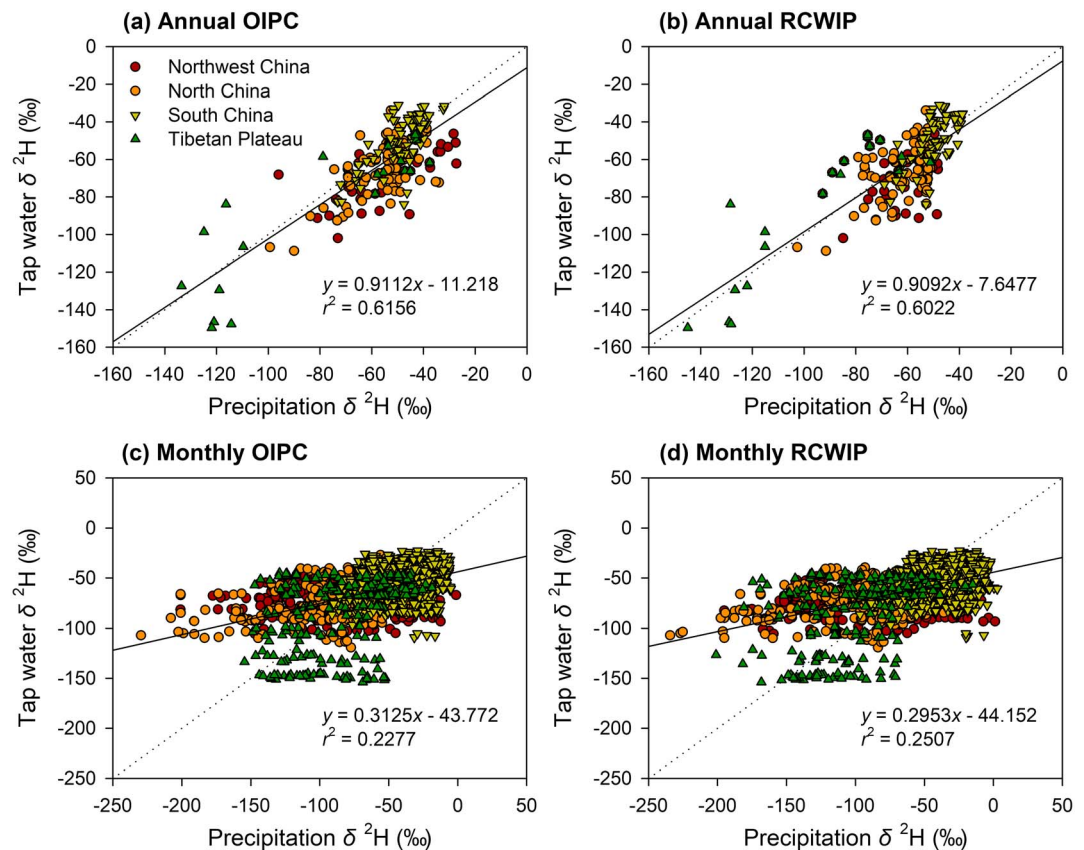 (a) Annual OIPC
(b) Annual RCWIP
0
-20
-40
-60
-80
-100
-120
-140
-160
Tap water δ ²H (‰)
Northwest China
North China
South China
Tibetan Plateau
y = 0.9112x - 11.218
r² = 0.6156
-160 -140 -120 -100 -80 -60 -40 -20 0
Precipitation δ ²H (‰)
0
-20
-40
-60
-80
-100
-120
-140
-160
Tap water δ ²H (‰)
y = 0.9092x - 7.6477
r² = 0.6022
-160 -140 -120 -100 -80 -60 -40 -20 0
Precipitation δ ²H (‰)
(c) Monthly OIPC
(d) Monthly RCWIP
50
0
-50
-100
-150
-200
-250
Tap water δ ²H (‰)
y = 0.3125x - 43.772
r² = 0.2277
-250 -200 -150 -100 -50 0 50
Precipitation δ ²H (‰)
50
0
-50
-100
-150
-200
-250
Tap water δ ²H (‰)
y = 0.2953x - 44.152
r² = 0.2507
-250 -200 -150 -100 -50 0 50
Precipitation δ ²H (‰)